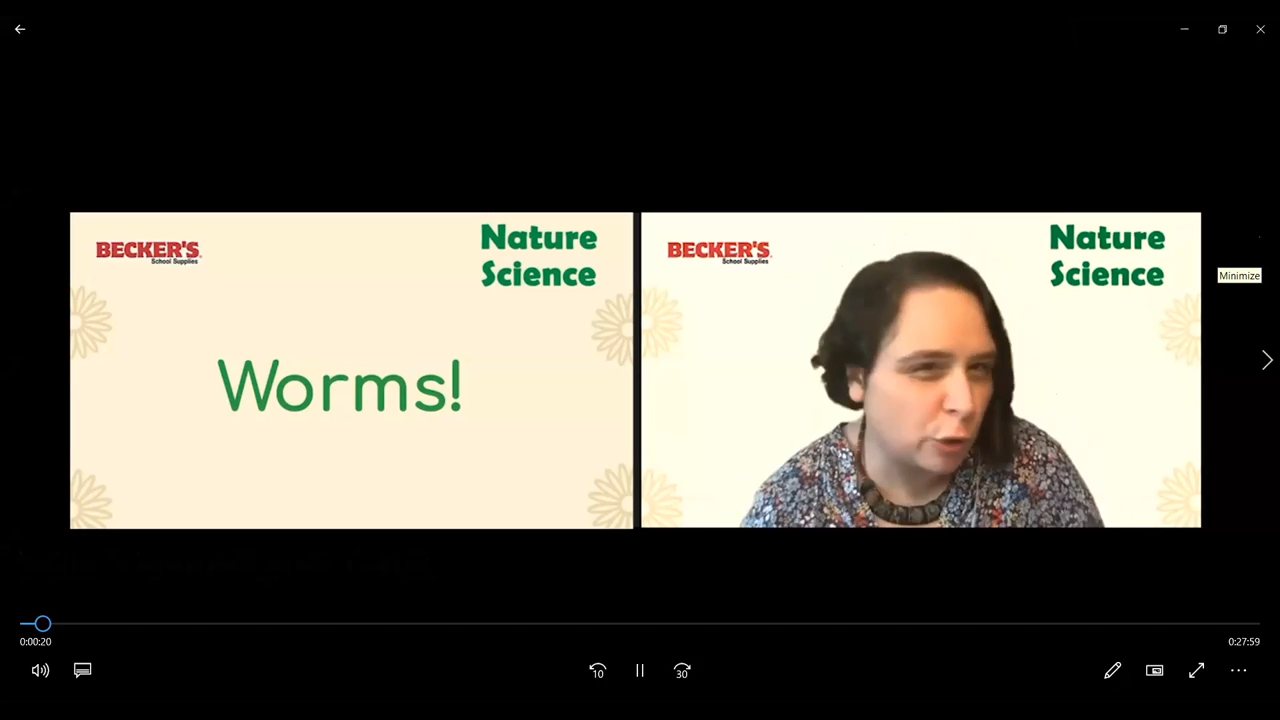 BECKER'S
School Supplies
Nature
Science
Worms!
BECKER'S
School Supplies
Nature
Science
Minimize
0:00:20
0:27:59
10
30